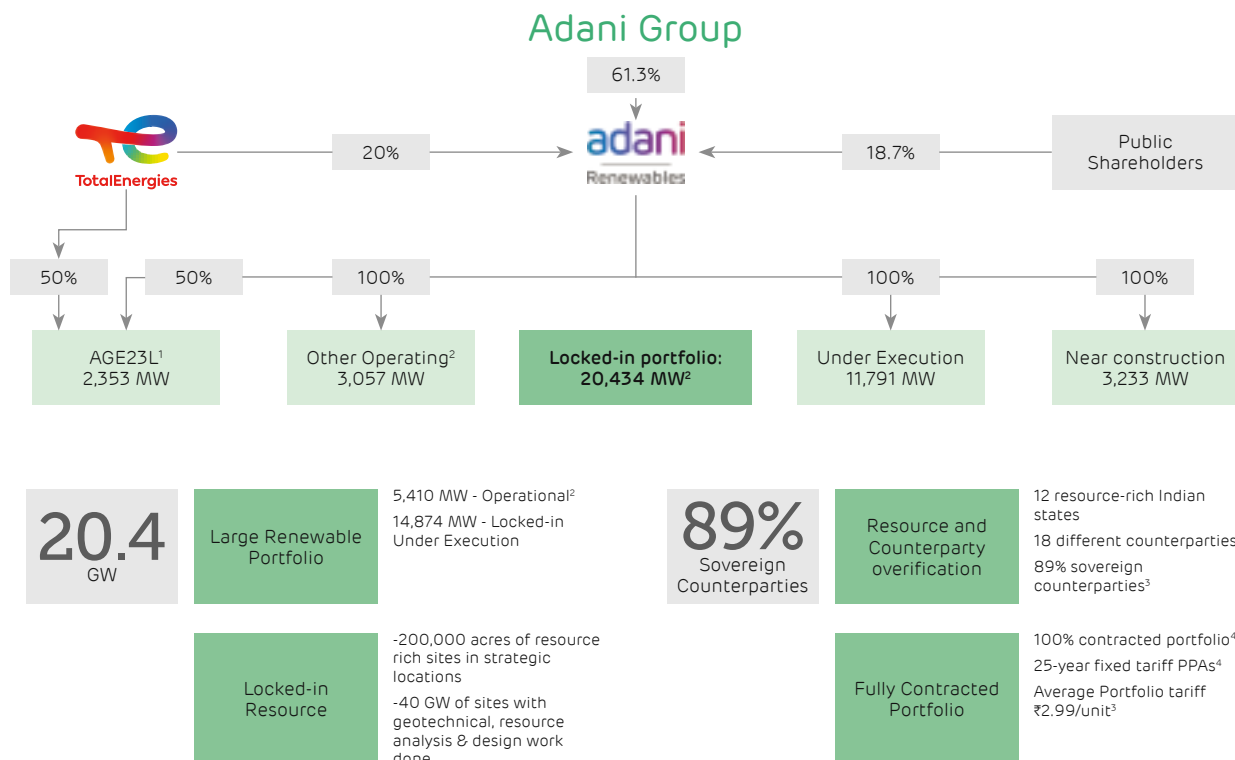 Adani Group
61.3%
TotalEnergies
20%
adani
Renewables
18.7%
Public
Shareholders
50%
50%
100%
100%
100%
AGE23L¹
2,353 MW
Other Operating²
3,057 MW
Locked-in portfolio:
20,434 MW²
Under Execution
11,791 MW
Near construction
3,233 MW
20.4
GW
Large Renewable
Portfolio
5,410 MW - Operational²
14,874 MW - Locked-in
Under Execution
89%
Sovereign
Counterparties
Resource and
Counterparty
overification
12 resource-rich Indian
states
18 different counterparties
89% sovereign
counterparties³
Locked-in
Resource
-200,000 acres of resource
rich sites in strategic
locations
-40 GW of sites with
geotechnical, resource
analysis & design work
done
Fully Contracted
Portfolio
100% contracted portfolio⁴
25-year fixed tariff PPAs⁴
Average Portfolio tariff
₹2.99/unit³